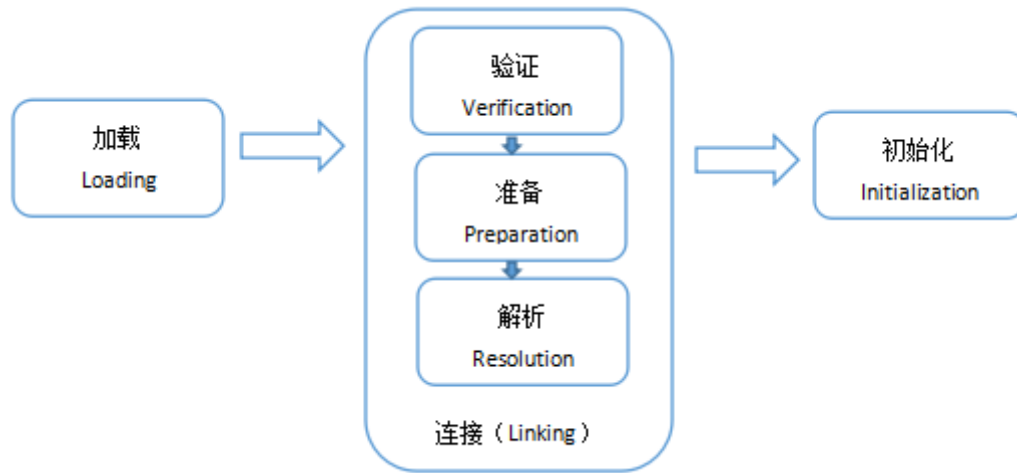 加载
Loading
验证
Verification
准备
Preparation
解析
Resolution
连接（Linking）
初始化
Initialization